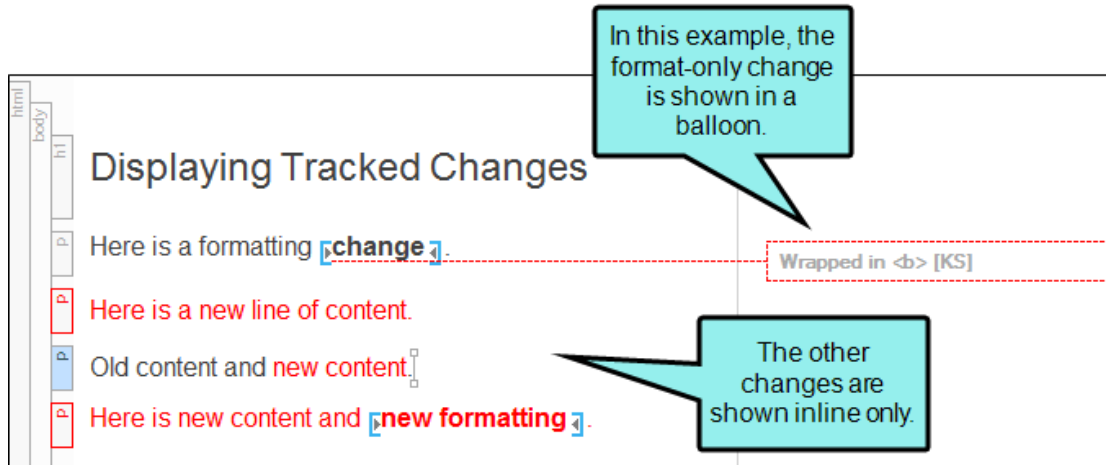 In this example, the
format-only change
is shown in a
balloon.
html
body
h1
Displaying Tracked Changes
p
Here is a formatting change.
Wrapped in <b> [KS]
p
Here is a new line of content.
p
Old content and new content.
The other
changes are
shown inline only.
p
Here is new content and new formatting.